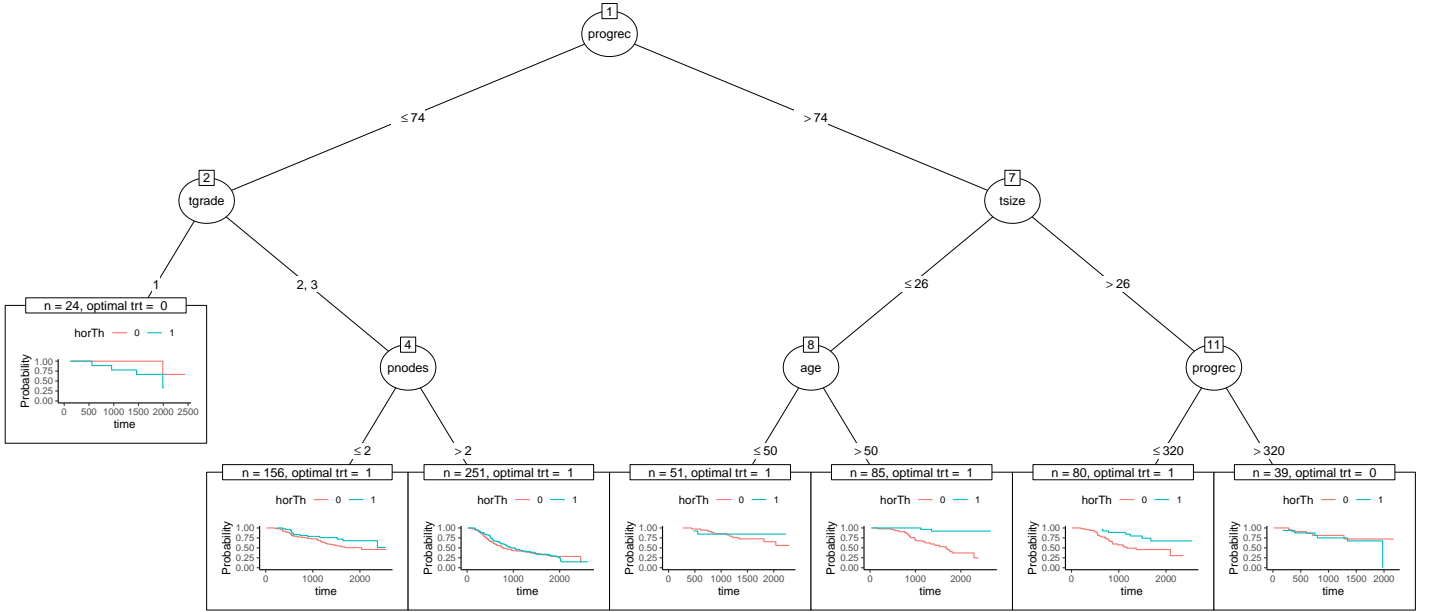 1
progrec
≤ 74
> 74
2
tgrade
7
tsize
1
2, 3
≤ 26
> 26
n = 24, optimal trt = 0
horTh 0 1
Probability
1.00
0.75
0.50
0.25
0.00
0 500 1000 1500 2000 2500
time
4
pnodes
8
age
11
progrec
≤ 2
> 2
≤ 50
> 50
≤ 320
> 320
n = 156, optimal trt = 1
horTh 0 1
Probability
1.00
0.75
0.50
0.25
0.00
0 1000 2000
time
n = 251, optimal trt = 1
horTh 0 1
Probability
1.00
0.75
0.50
0.25
0.00
0 1000 2000
time
n = 51, optimal trt = 1
horTh 0 1
Probability
1.00
0.75
0.50
0.25
0.00
0 500 1000 1500 2000
time
n = 85, optimal trt = 1
horTh 0 1
Probability
1.00
0.75
0.50
0.25
0.00
0 1000 2000
time
n = 80, optimal trt = 1
horTh 0 1
Probability
1.00
0.75
0.50
0.25
0.00
0 1000 2000
time
n = 39, optimal trt = 0
horTh 0 1
Probability
1.00
0.75
0.50
0.25
0.00
0 500 1000 1500 2000
time